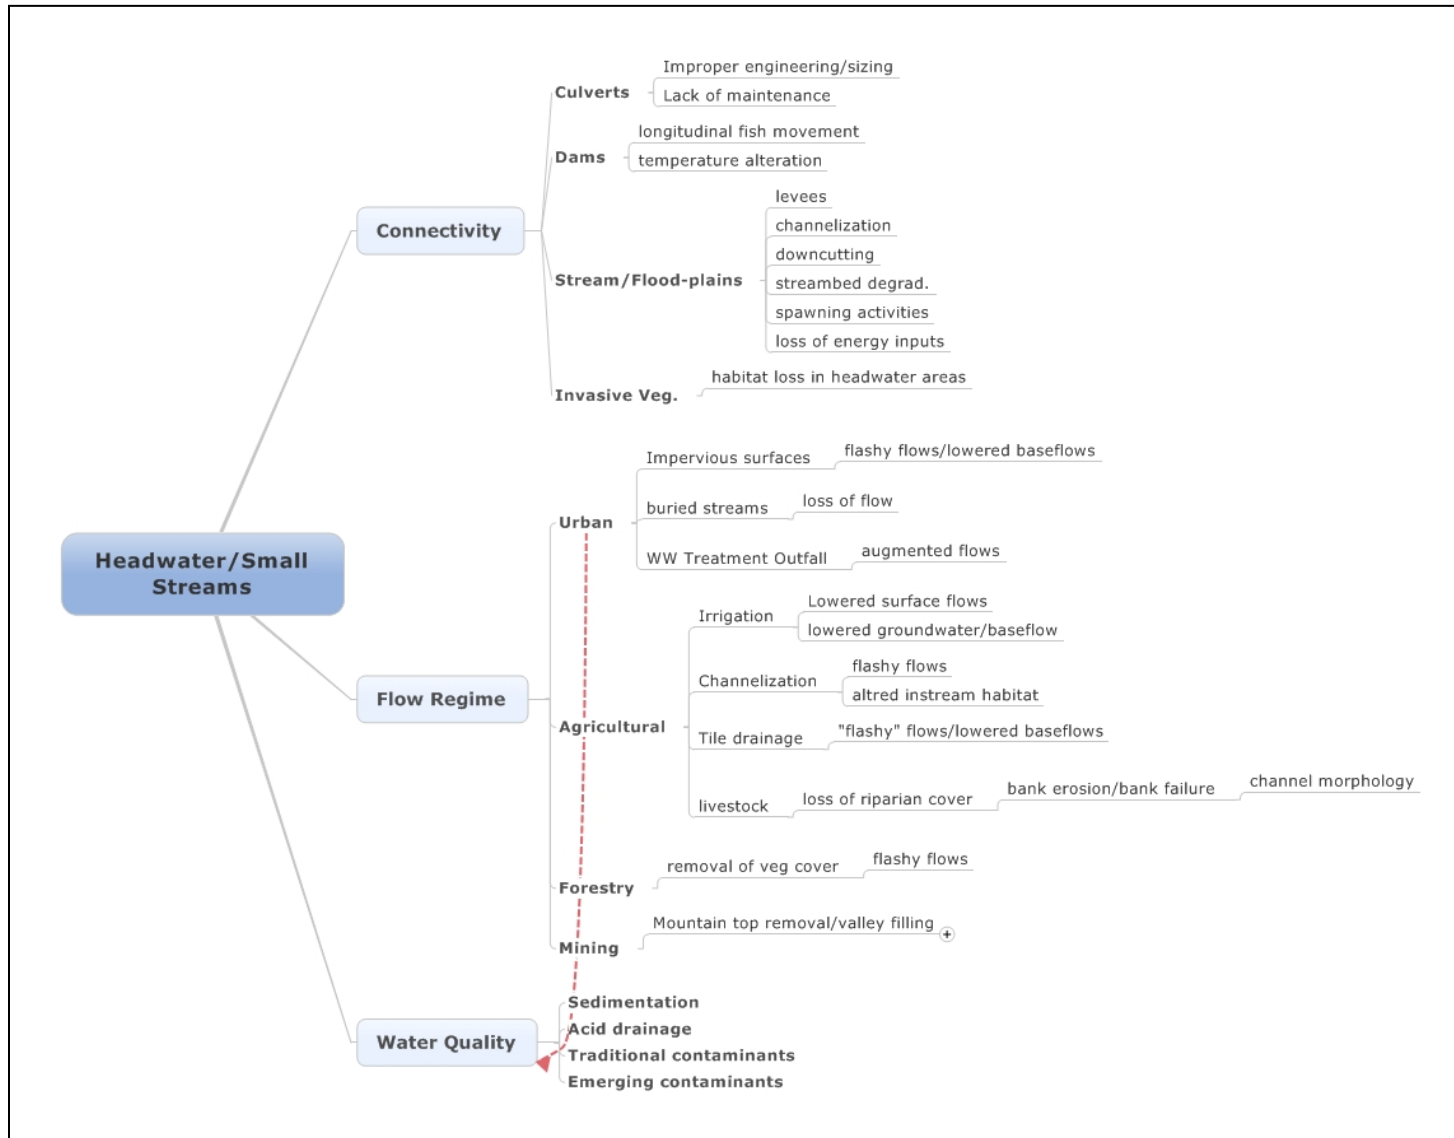 Headwater/Small
Streams
Connectivity
Culverts
Improper engineering/sizing
Lack of maintenance
Dams
longitudinal fish movement
temperature alteration
Stream/Flood-plains
levees
channelization
downcutting
streambed degrad.
spawning activities
loss of energy inputs
Invasive Veg.
habitat loss in headwater areas
Flow Regime
Urban
Impervious surfaces
flashy flows/lowered baseflows
buried streams
loss of flow
WW Treatment Outfall
augmented flows
Agricultural
Irrigation
Lowered surface flows
lowered groundwater/baseflow
Channelization
flashy flows
altred instream habitat
Tile drainage
"flashy" flows/lowered baseflows
livestock
loss of riparian cover
bank erosion/bank failure
channel morphology
Forestry
removal of veg cover
flashy flows
Mining
Mountain top removal/valley filling
Water Quality
Sedimentation
Acid drainage
Traditional contaminants
Emerging contaminants